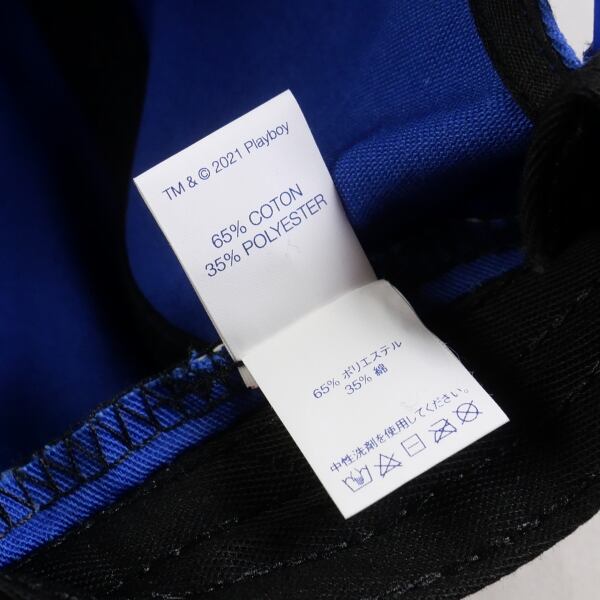 TM & © 2021 Playboy
65% COTON
35% POLYESTER
65% ポリエステル
35% 綿
中性洗剤を使用してください。